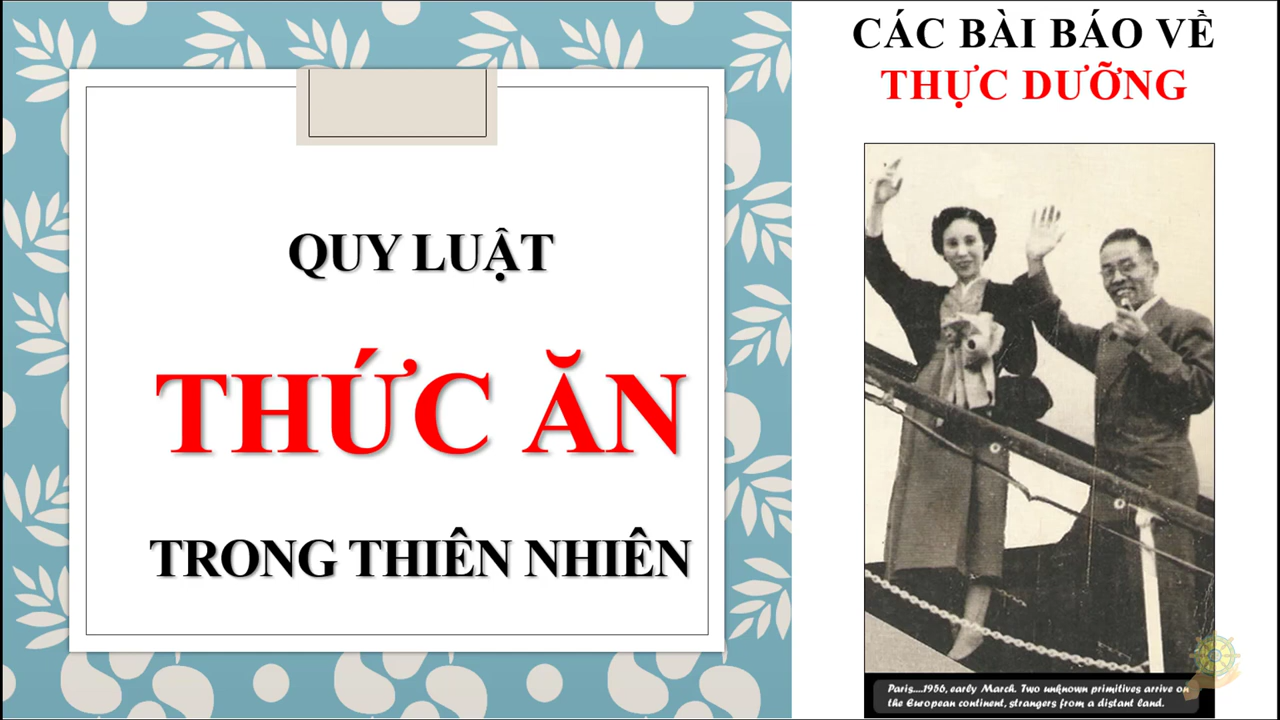 QUY LUẬT
THỨC ĂN
TRONG THIÊN NHIÊN
CÁC BÀI BÁO VỀ
THỰC DƯỠNG
Paris....1956, early March. Two unknown primitives arrive on
the European continent, strangers from a distant land.